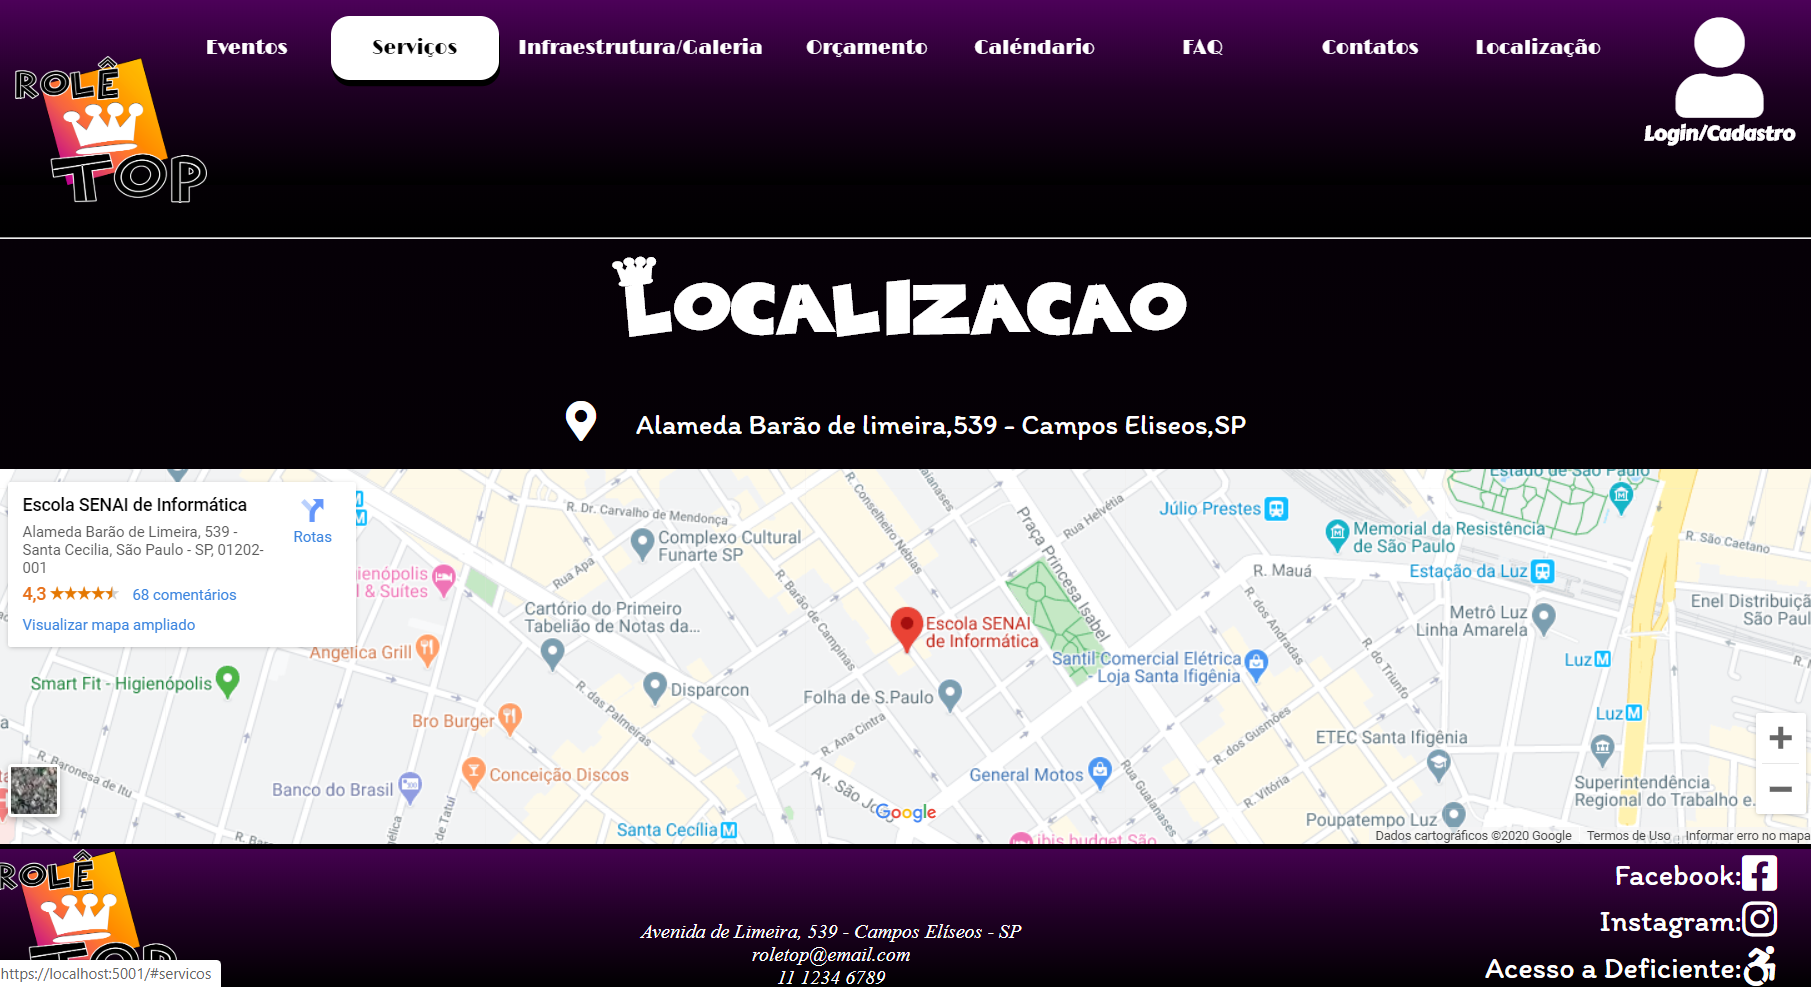 Eventos
Serviços
Infraestrutura/Galeria
Orçamento
Caléndario
FAQ
Contatos
Localização
ROLÊ
TOP
Login/Cadastro
LOCALIZACAO
Alameda Barão de limeira,539 - Campos Eliseos,SP
Escola SENAI de Informática
Alameda Barão de Limeira, 539 -
Santa Cecilia, São Paulo - SP, 01202-
001
4,3
68 comentários
Visualizar mapa ampliado
Rotas
R. Dr. Carvalho de Mendonça
R. Conselheiro Nébias
Praça Princesa Isabel
Rua Helvétia
Júlio Prestes
Estado de São Paulo
Memorial da Resistência
de São Paulo
R. São Caetano
Complexo Cultural
Funarte SP
Rua Apa
R. Barão de Campinas
R. Mauá
Estação da Luz
ienópolis
l & Suítes
Cartório do Primeiro
Tabelião de Notas da...
Escola SENAI
de Informática
R. dos Andradas
Metrô Luz
Linha Amarela
Enel Distribuiçã
São Paul
Angélica Grill
Santil Comercial Elétrica
- Loja Santa Ifigênia
R. do Triunfo
Luz
Smart Fit - Higienópolis
Disparcon
Folha de S.Paulo
R. das Palmeiras
Bro Burger
R. Ana Cintra
R. dos Gusmões
Luz
ETEC Santa Ifigênia
R. Baronesa de Itu
Conceição Discos
General Motos
Rua Guaianases
R. Vitória
Superintendência
Regional do Trabalho e...
Banco do Brasil
Av. São Jo
Google
Poupatempo Luz
Santa Cecília
ibis budget São
Dados cartográficos ©2020 Google
Termos de Uso
Informar erro no mapa
ROLÊ
TOP
Avenida de Limeira, 539 - Campos Elíseos - SP
roletop@email.com
11 1234 6789
Facebook:
Instagram:
Acesso a Deficiente:
https://localhost:5001/#servicos